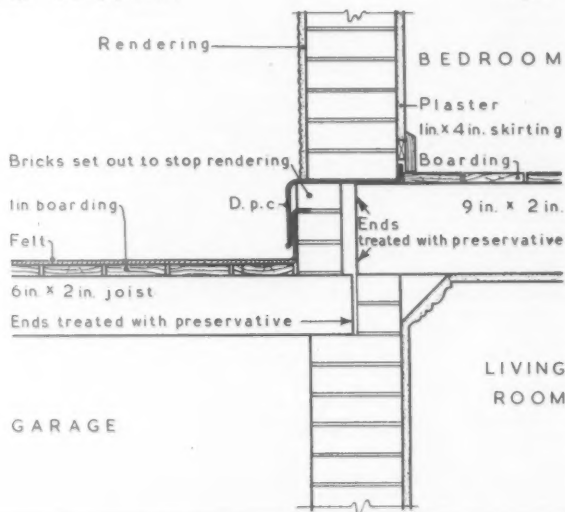 Rendering
BEDROOM
Plaster
1in. × 4in. skirting
Boarding
Bricks set out to stop rendering
1in boarding
D.p.c
9 in. × 2 in.
Ends
treated with preservative
Felt
6in. × 2in. joist
Ends treated with preservative
LIVING
ROOM
GARAGE